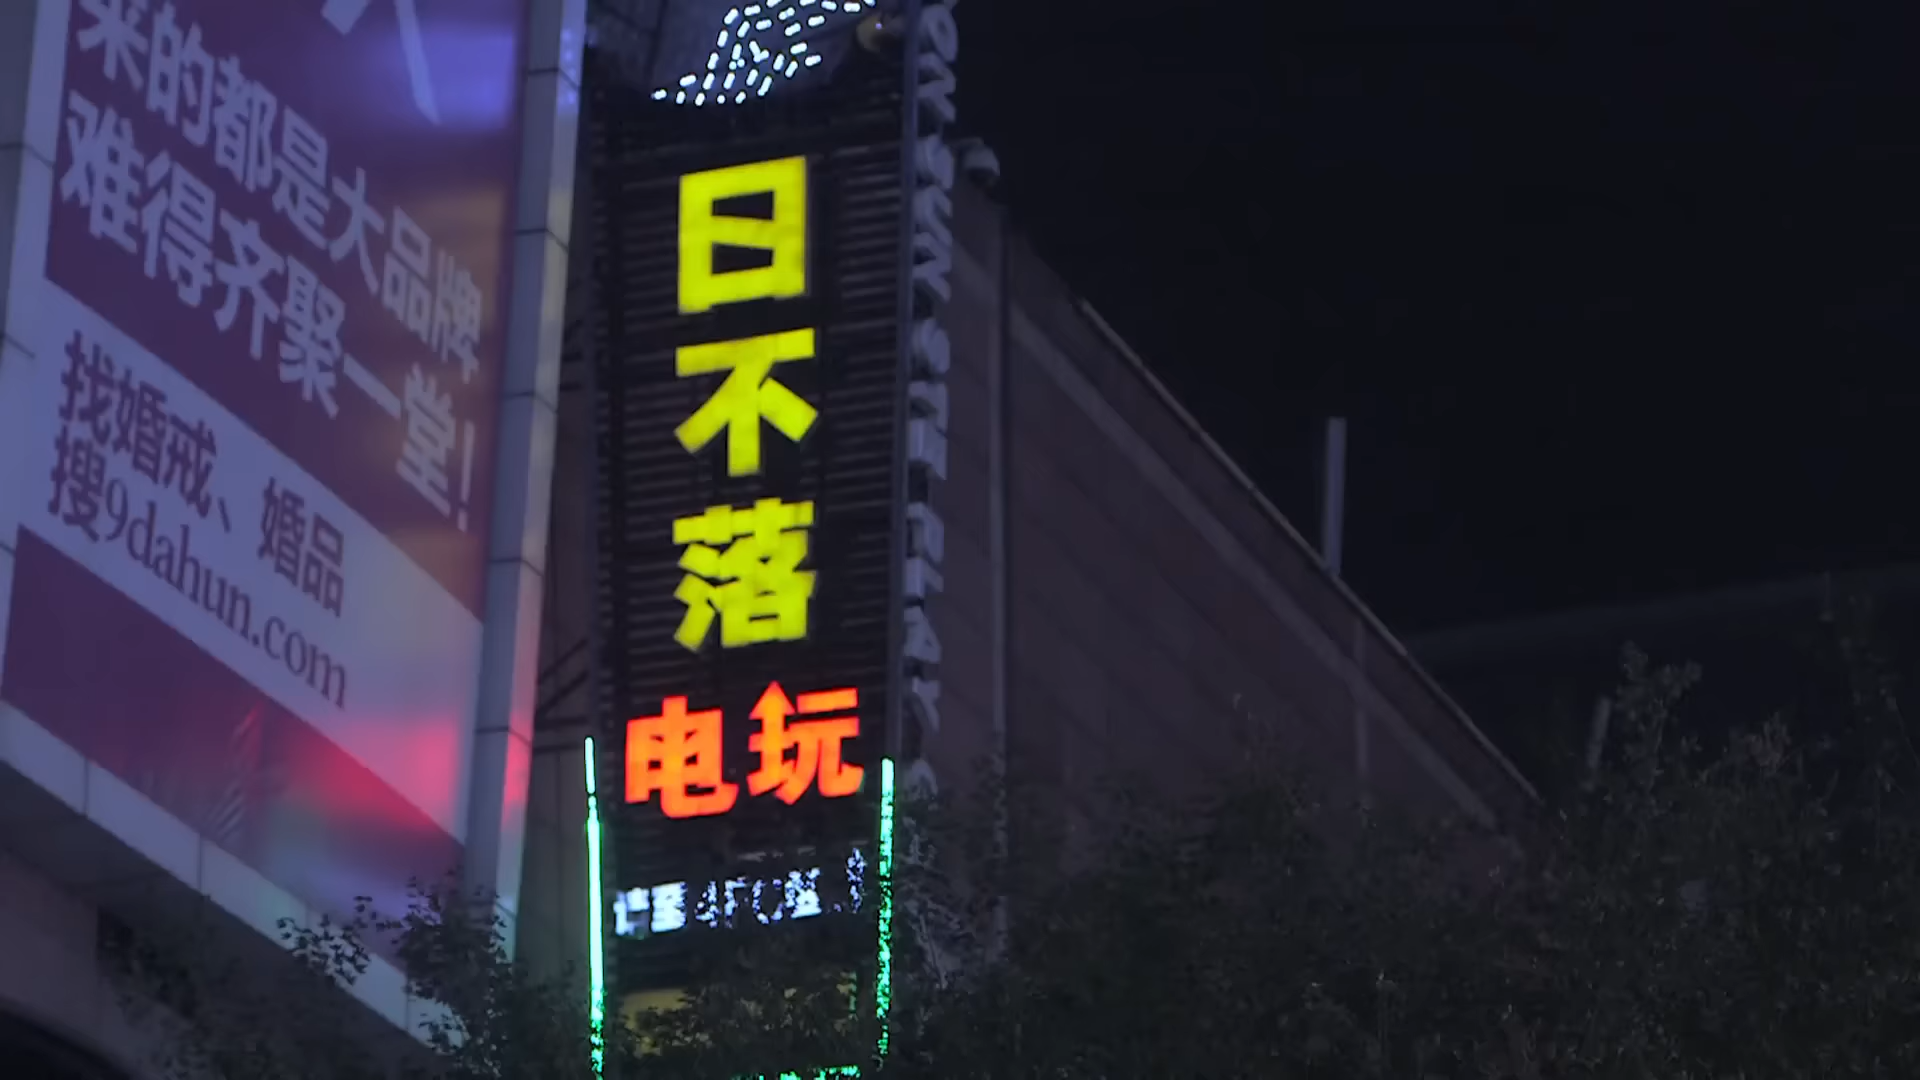 来的都是大品牌
难得齐聚一堂!
找婚戒、婚品
搜9dahun.com
日
不
落
电玩